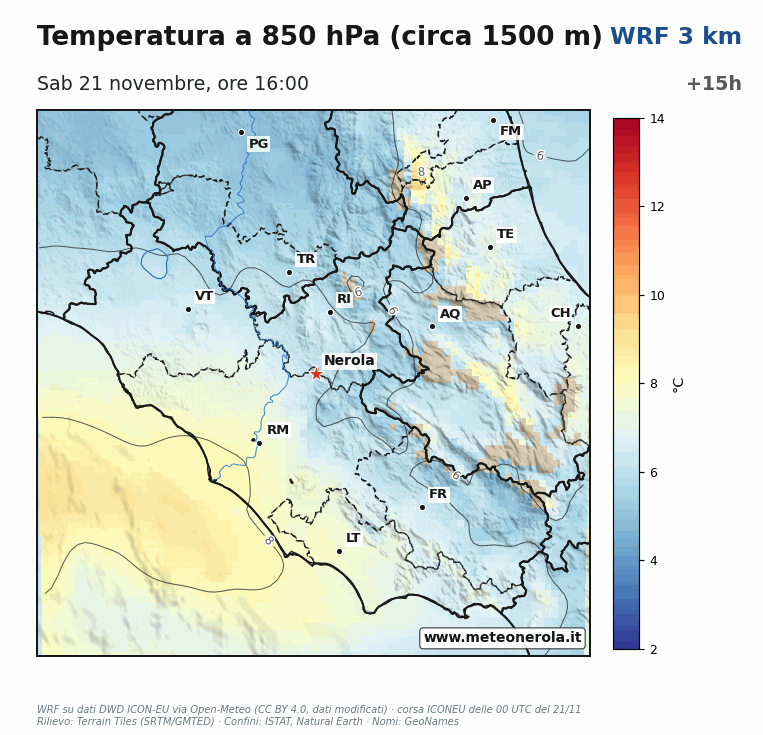 Temperatura a 850 hPa (circa 1500 m) WRF 3 km
Sab 21 novembre, ore 16:00 +15h
PG
FM
6
8
AP
TE
TR
VT
RI
6
6
AQ
CH
Nerola
RM
6
FR
8
LT
www.meteonerola.it
14
12
10
8
6
4
2
°C
WRF su dati DWD ICON-EU via Open-Meteo (CC BY 4.0, dati modificati) · corsa ICONEU delle 00 UTC del 21/11
Rilievo: Terrain Tiles (SRTM/GMTED) · Confini: ISTAT, Natural Earth · Nomi: GeoNames